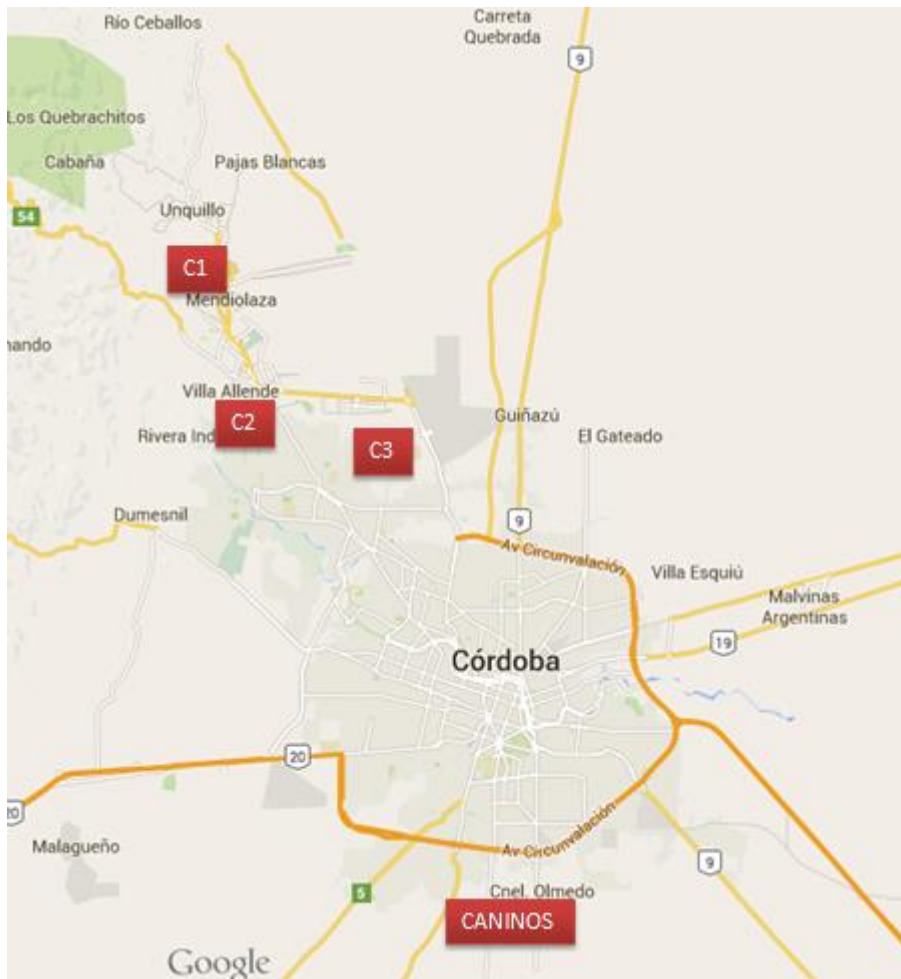 Río Ceballos
Carreta
Quebrada
9
Los Quebrachitos
Cabaña
Pajas Blancas
Unquillo
54
C1
Mendiolaza
nando
Villa Allende
C2
Rivera Ind
C3
Guiñazú
El Gateado
Dumesnil
9
Av Circunvalación
Villa Esquiú
Malvinas
Argentinas
19
Córdoba
20
20
Malagueño
Av Circunvalación
9
5
Cnel. Olmedo
CANINOS
Google